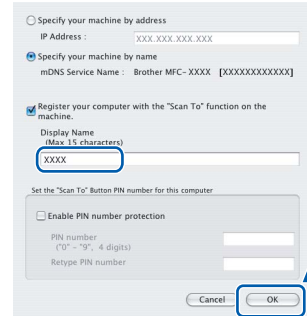 Specify your machine by address
IP Address : XXX.XXX.XXX.XXX
Specify your machine by name
mDNS Service Name : Brother MFC-XXXX [XXXXXXXXXXXX]
Register your computer with the "Scan To" function on the
machine.
Display Name
(Max 15 characters)
XXXX
Set the "Scan To" Button PIN number for this computer
Enable PIN number protection
PIN number
("0" - "9", 4 digits)
Retype PIN number
Cancel OK